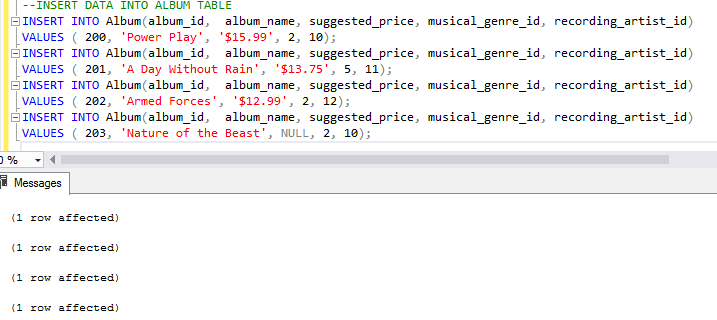 --INSERT DATA INTO ALBUM TABLE
INSERT INTO Album(album_id,  album_name, suggested_price, musical_genre_id, recording_artist_id)
VALUES ( 200, 'Power Play', '$15.99', 2, 10);
INSERT INTO Album(album_id,  album_name, suggested_price, musical_genre_id, recording_artist_id)
VALUES ( 201, 'A Day Without Rain', '$13.75', 5, 11);
INSERT INTO Album(album_id,  album_name, suggested_price, musical_genre_id, recording_artist_id)
VALUES ( 202, 'Armed Forces', '$12.99', 2, 12);
INSERT INTO Album(album_id,  album_name, suggested_price, musical_genre_id, recording_artist_id)
VALUES ( 203, 'Nature of the Beast', NULL, 2, 10);
0 %
Messages
(1 row affected)
(1 row affected)
(1 row affected)
(1 row affected)